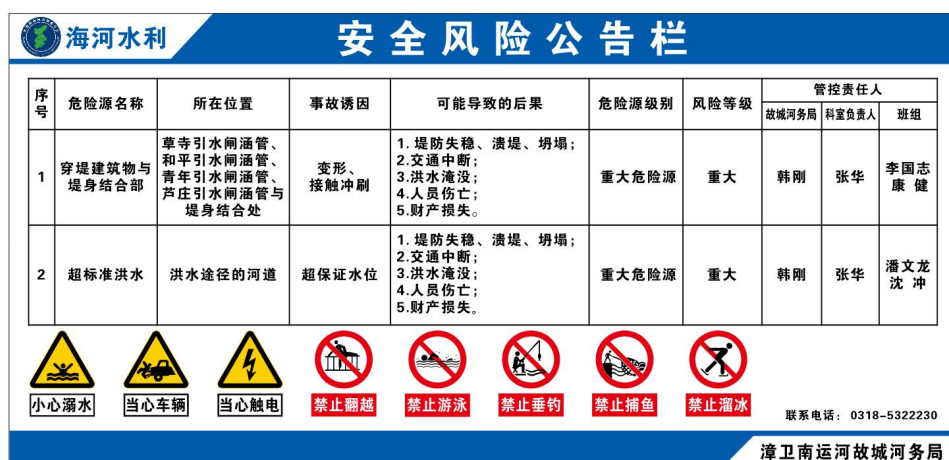 海河水利
安全风险公告栏
序号 危险源名称 所在位置 事故诱因 可能导致的后果 危险源级别 风险等级 管控责任人
故城河务局 科室负责人 班组
1 穿堤建筑物与堤身结合部 草寺引水闸涵管、和平引水闸涵管、青年引水闸涵管、芦庄引水闸涵管与堤身结合处 变形、接触冲刷 1.堤防失稳、溃堤、坍塌；2.交通中断；3.洪水淹没；4.人员伤亡；5.财产损失。 重大危险源 重大 韩刚 张华 李国志 康健
2 超标准洪水 洪水途径的河道 超保证水位 1.堤防失稳、溃堤、坍塌；2.交通中断；3.洪水淹没；4.人员伤亡；5.财产损失。 重大危险源 重大 韩刚 张华 潘文龙 沈冲
小心溺水 当心车辆 当心触电 禁止翻越 禁止游泳 禁止垂钓 禁止捕鱼 禁止溜冰
联系电话：0318-5322230
漳卫南运河故城河务局